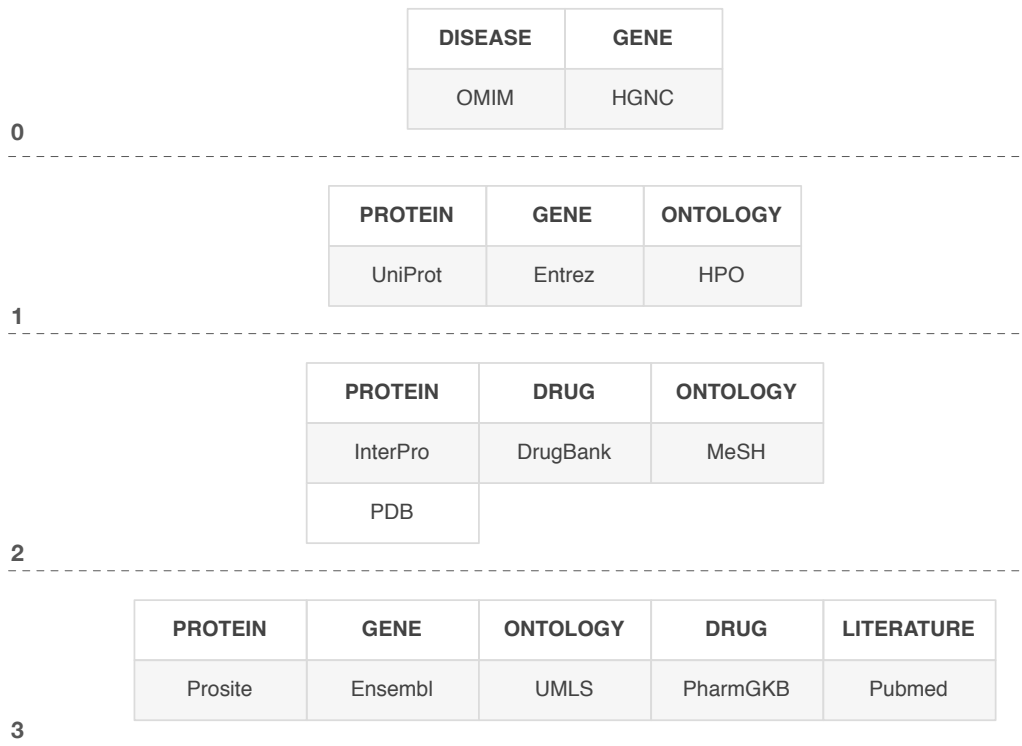 DISEASE GENE
OMIM HGNC
0
PROTEIN GENE ONTOLOGY
UniProt Entrez HPO
1
PROTEIN DRUG ONTOLOGY
InterPro DrugBank MeSH
PDB
2
PROTEIN GENE ONTOLOGY DRUG LITERATURE
Prosite Ensembl UMLS PharmGKB Pubmed
3